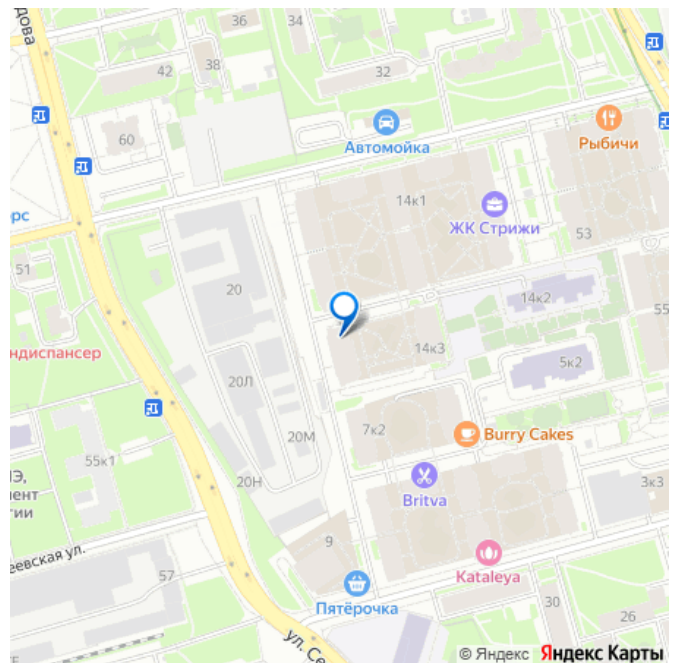 дова
36
34
38
42
32
60
Автомойка
Рыбичи
14к1
ЖК Стрижи
рс
53
51
20
14к2
55
ндиспансер
14к3
5к2
20Л
7к2
Burry Cakes
20М
55к1
Britva
20Н
3к3
Э,
ент
гии
9
еевская ул.
57
Kataleya
Пятёрочка
30
26
ул. Се
© Яндекс Яндекс Карты